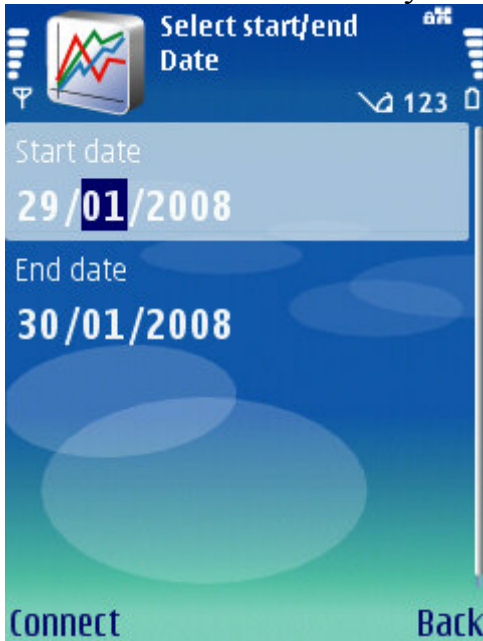 Select start/end
Date
123
Start date
29/01/2008
End date
30/01/2008
Connect
Back